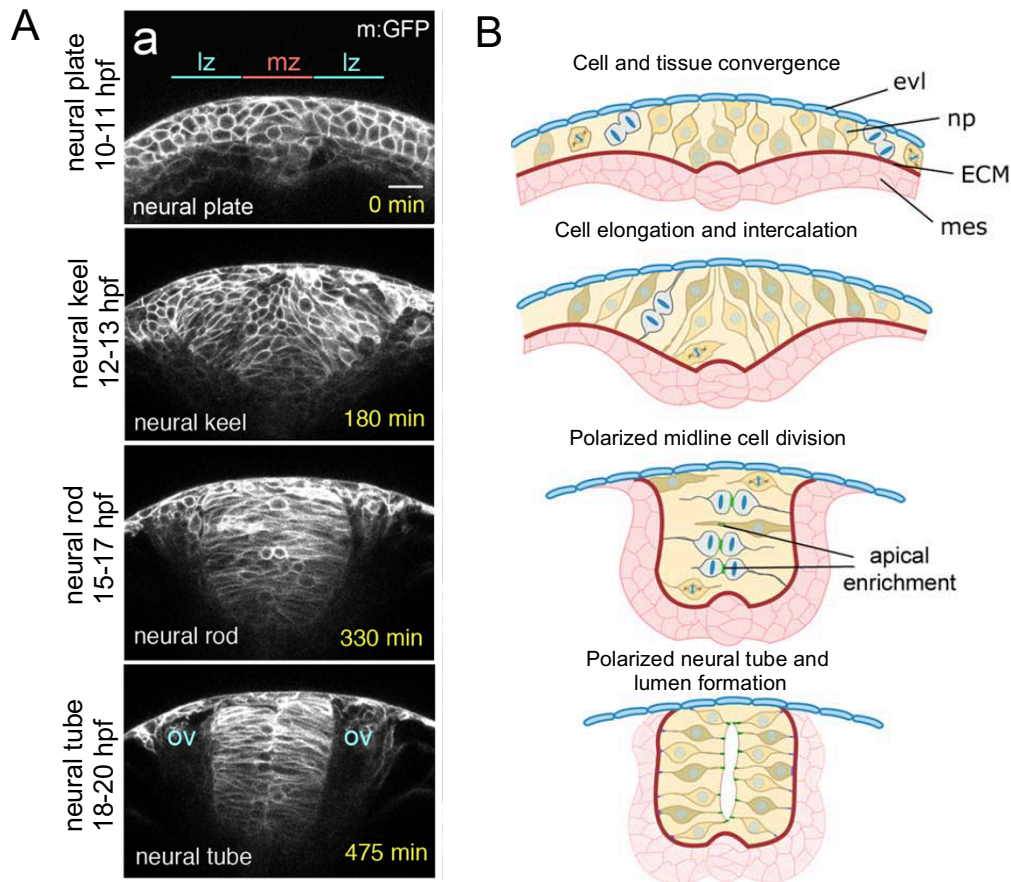 A
neural plate
10-11 hpf
a
m:GFP
lz
mz
lz
neural plate
0 min
neural keel
12-13 hpf
neural keel
180 min
neural rod
15-17 hpf
neural rod
330 min
neural tube
18-20 hpf
ov
ov
neural tube
475 min
B
Cell and tissue convergence
evl
np
ECM
mes
Cell elongation and intercalation
Polarized midline cell division
apical
enrichment
Polarized neural tube and
lumen formation